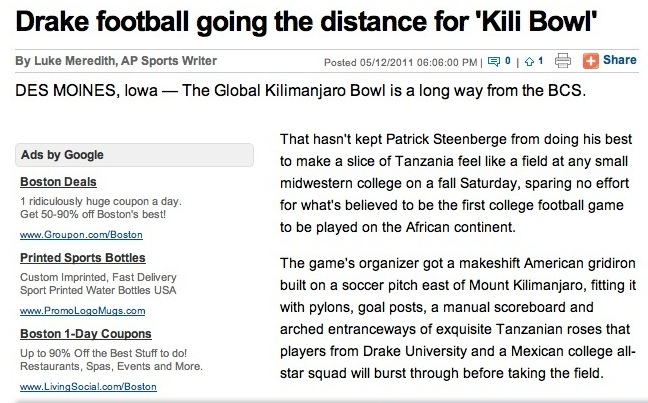 Drake football going the distance for 'Kili Bowl'
By Luke Meredith, AP Sports Writer
Posted 05/12/2011 06:06:00 PM | 0 | 1 | Share
DES MOINES, Iowa — The Global Kilimanjaro Bowl is a long way from the BCS.
Ads by Google
Boston Deals
1 ridiculously huge coupon a day.
Get 50-90% off Boston's best!
www.Groupon.com/Boston
Printed Sports Bottles
Custom Imprinted, Fast Delivery
Sport Printed Water Bottles USA
www.PromoLogoMugs.com
Boston 1-Day Coupons
Up to 90% Off the Best Stuff to do!
Restaurants, Spas, Events and More.
www.LivingSocial.com/Boston
That hasn't kept Patrick Steenberge from doing his best
to make a slice of Tanzania feel like a field at any small
midwestern college on a fall Saturday, sparing no effort
for what's believed to be the first college football game
to be played on the African continent.
The game's organizer got a makeshift American gridiron
built on a soccer pitch east of Mount Kilimanjaro, fitting it
with pylons, goal posts, a manual scoreboard and
arched entranceways of exquisite Tanzanian roses that
players from Drake University and a Mexican college all-
star squad will burst through before taking the field.